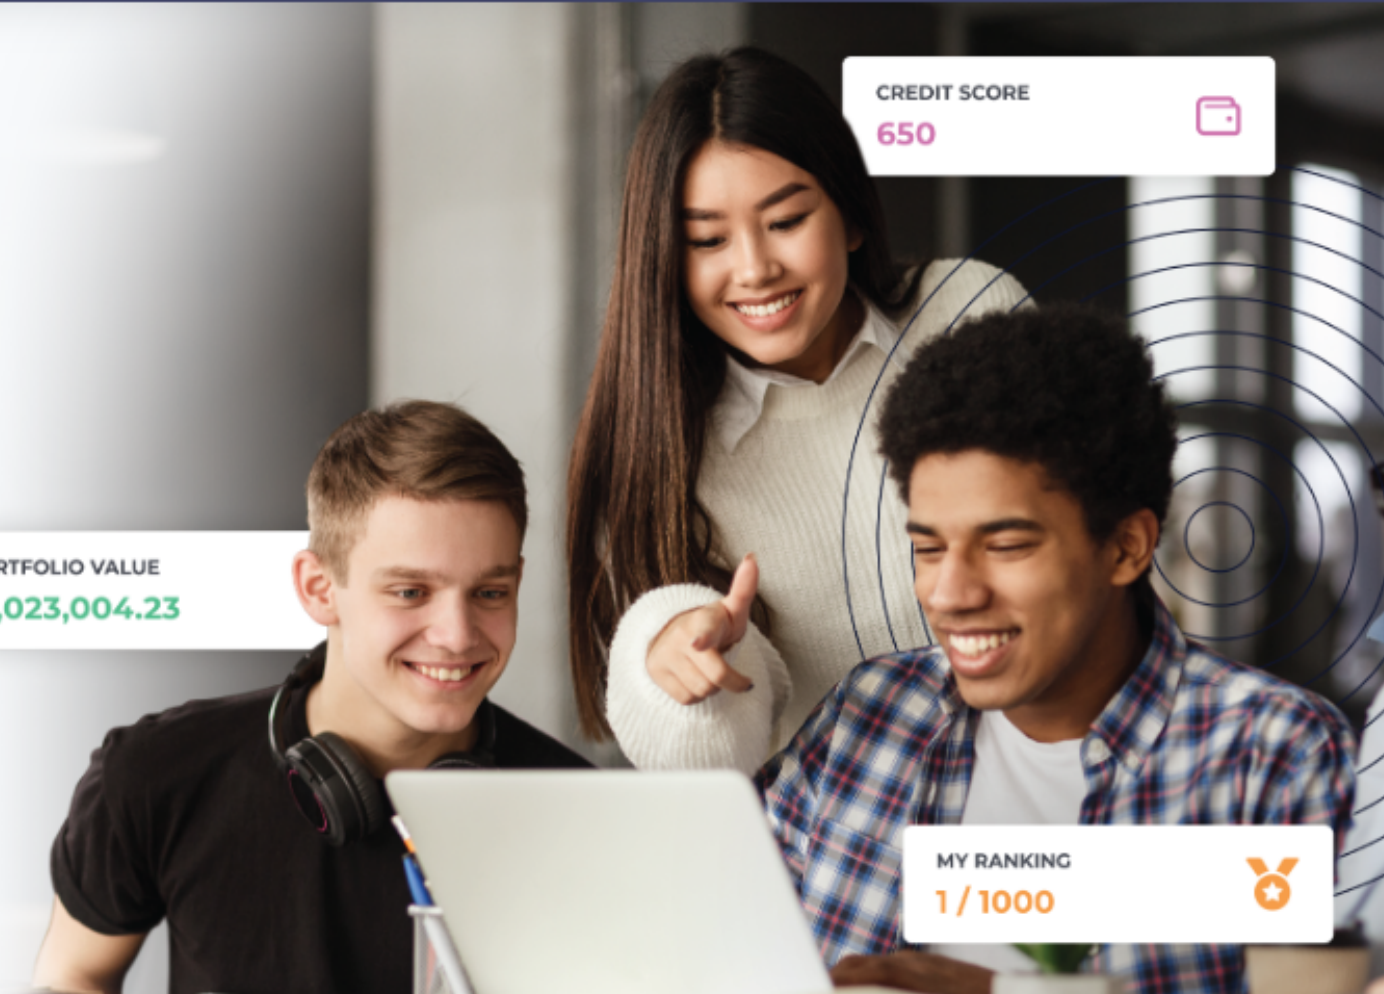 CREDIT SCORE
650
RTFOLIO VALUE
,023,004.23
MY RANKING
1 / 1000